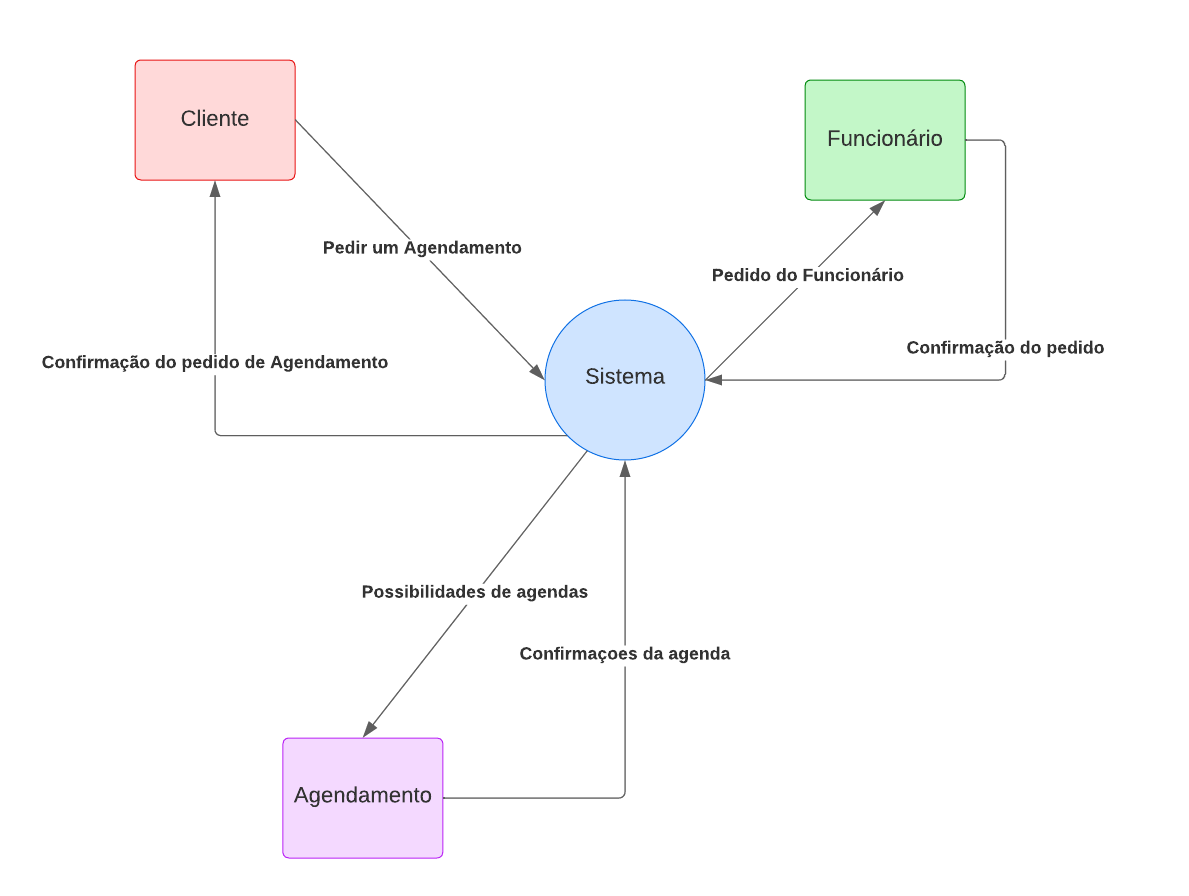 Cliente
Funcionário
Pedir um Agendamento
Pedido do Funcionário
Confirmação do pedido
Confirmação do pedido de Agendamento
Sistema
Possibilidades de agendas
Confirmaçoes da agenda
Agendamento